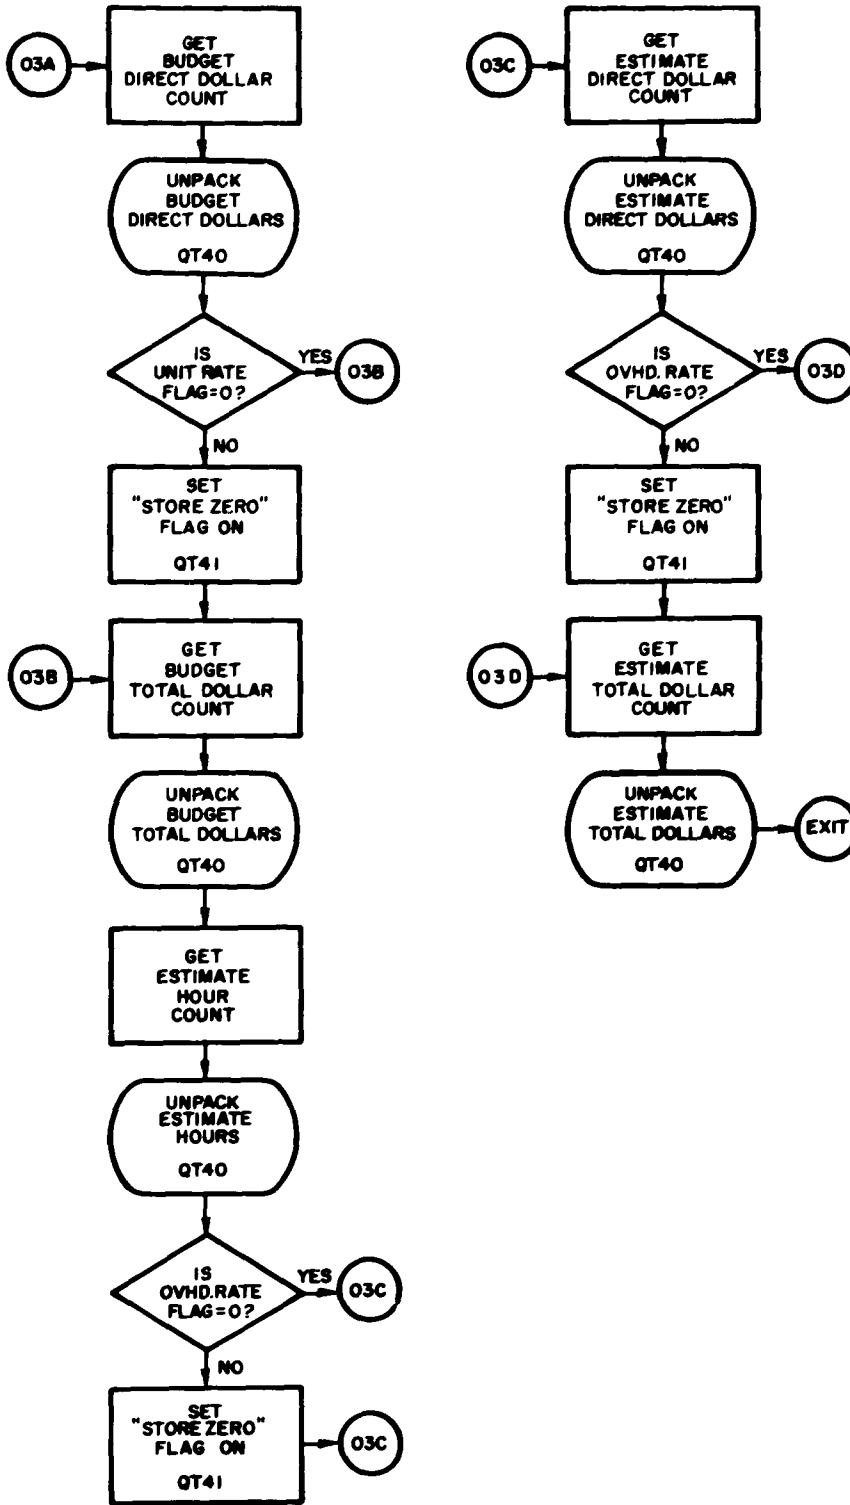 03A
GET
BUDGET
DIRECT DOLLAR
COUNT
UNPACK
BUDGET
DIRECT DOLLARS
QT40
IS
UNIT RATE
FLAG=0?
YES
03B
NO
SET
"STORE ZERO"
FLAG ON
QT41
03B
GET
BUDGET
TOTAL DOLLAR
COUNT
UNPACK
BUDGET
TOTAL DOLLARS
QT40
GET
ESTIMATE
HOUR
COUNT
UNPACK
ESTIMATE
HOURS
QT40
IS
OVHD. RATE
FLAG=0?
YES
03C
NO
SET
"STORE ZERO"
FLAG ON
QT41
03C
03C
GET
ESTIMATE
DIRECT DOLLAR
COUNT
UNPACK
ESTIMATE
DIRECT DOLLARS
QT40
IS
OVHD. RATE
FLAG=0?
YES
03D
NO
SET
"STORE ZERO"
FLAG ON
QT41
03D
GET
ESTIMATE
TOTAL DOLLAR
COUNT
UNPACK
ESTIMATE
TOTAL DOLLARS
QT40
EXIT